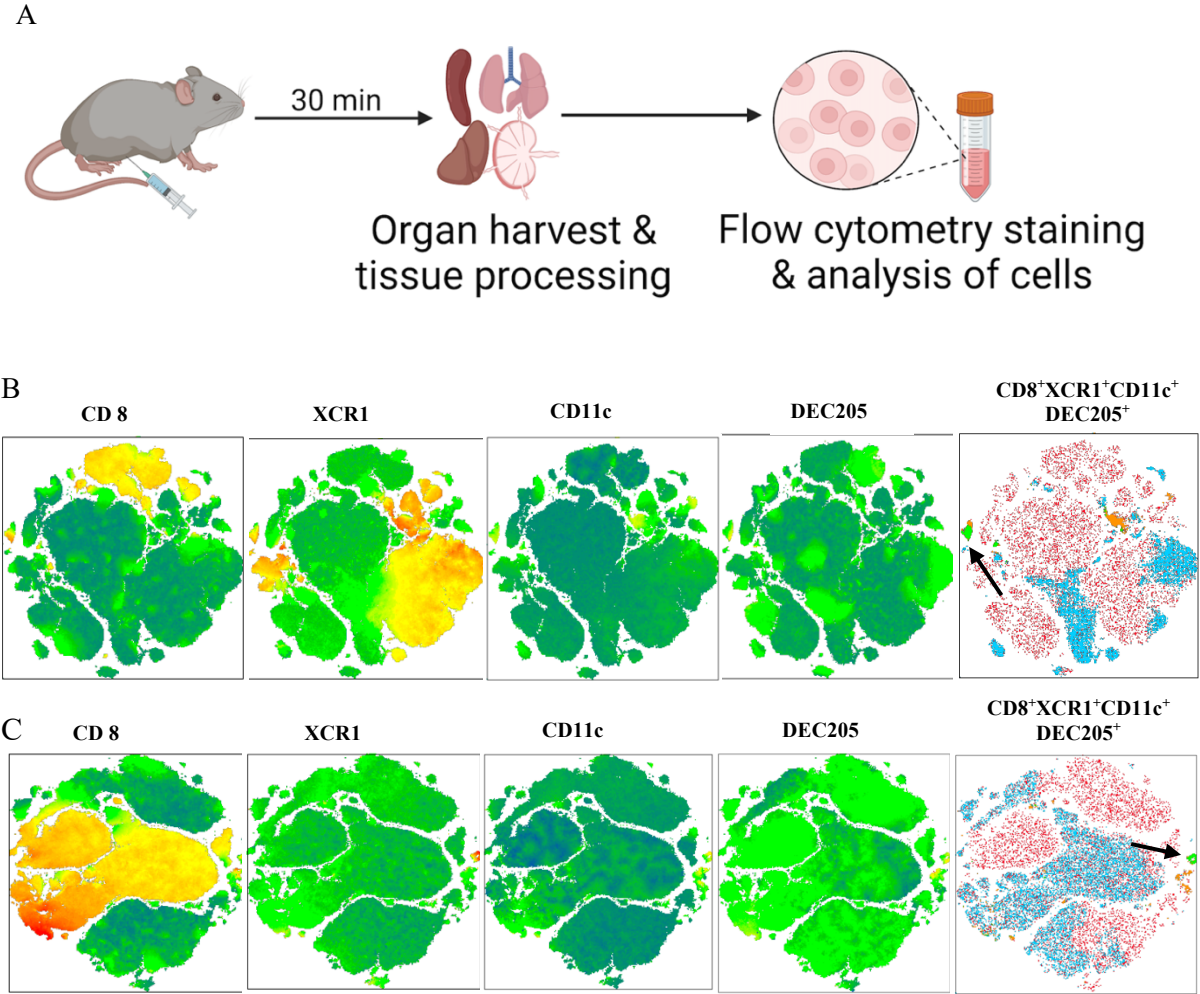 A
30 min
Organ harvest &
tissue processing
Flow cytometry staining
& analysis of cells
B
CD 8
XCR1
CD11c
DEC205
CD8⁺XCR1⁺CD11c⁺
DEC205⁺
C
CD 8
XCR1
CD11c
DEC205
CD8⁺XCR1⁺CD11c⁺
DEC205⁺